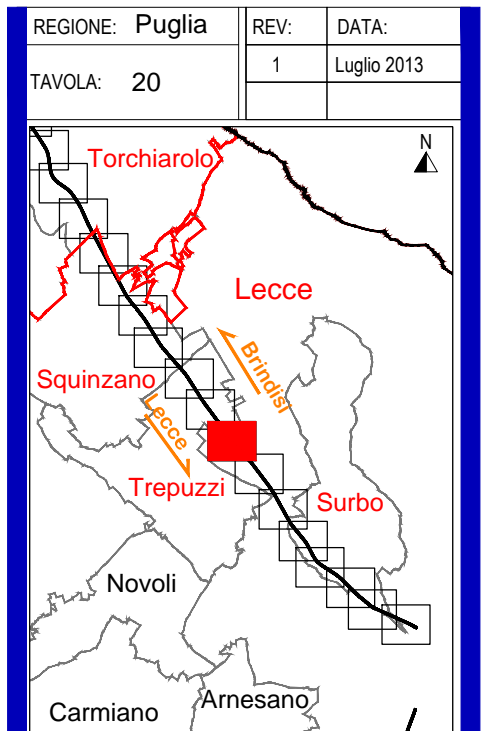 REGIONE: Puglia
REV:
DATA:
TAVOLA: 20
1
Luglio 2013
N
Torchiarolo
Lecce
Brindisi
Squinzano
Lecce
Trepuzzi
Surbo
Novoli
Arnesano
Carmiano